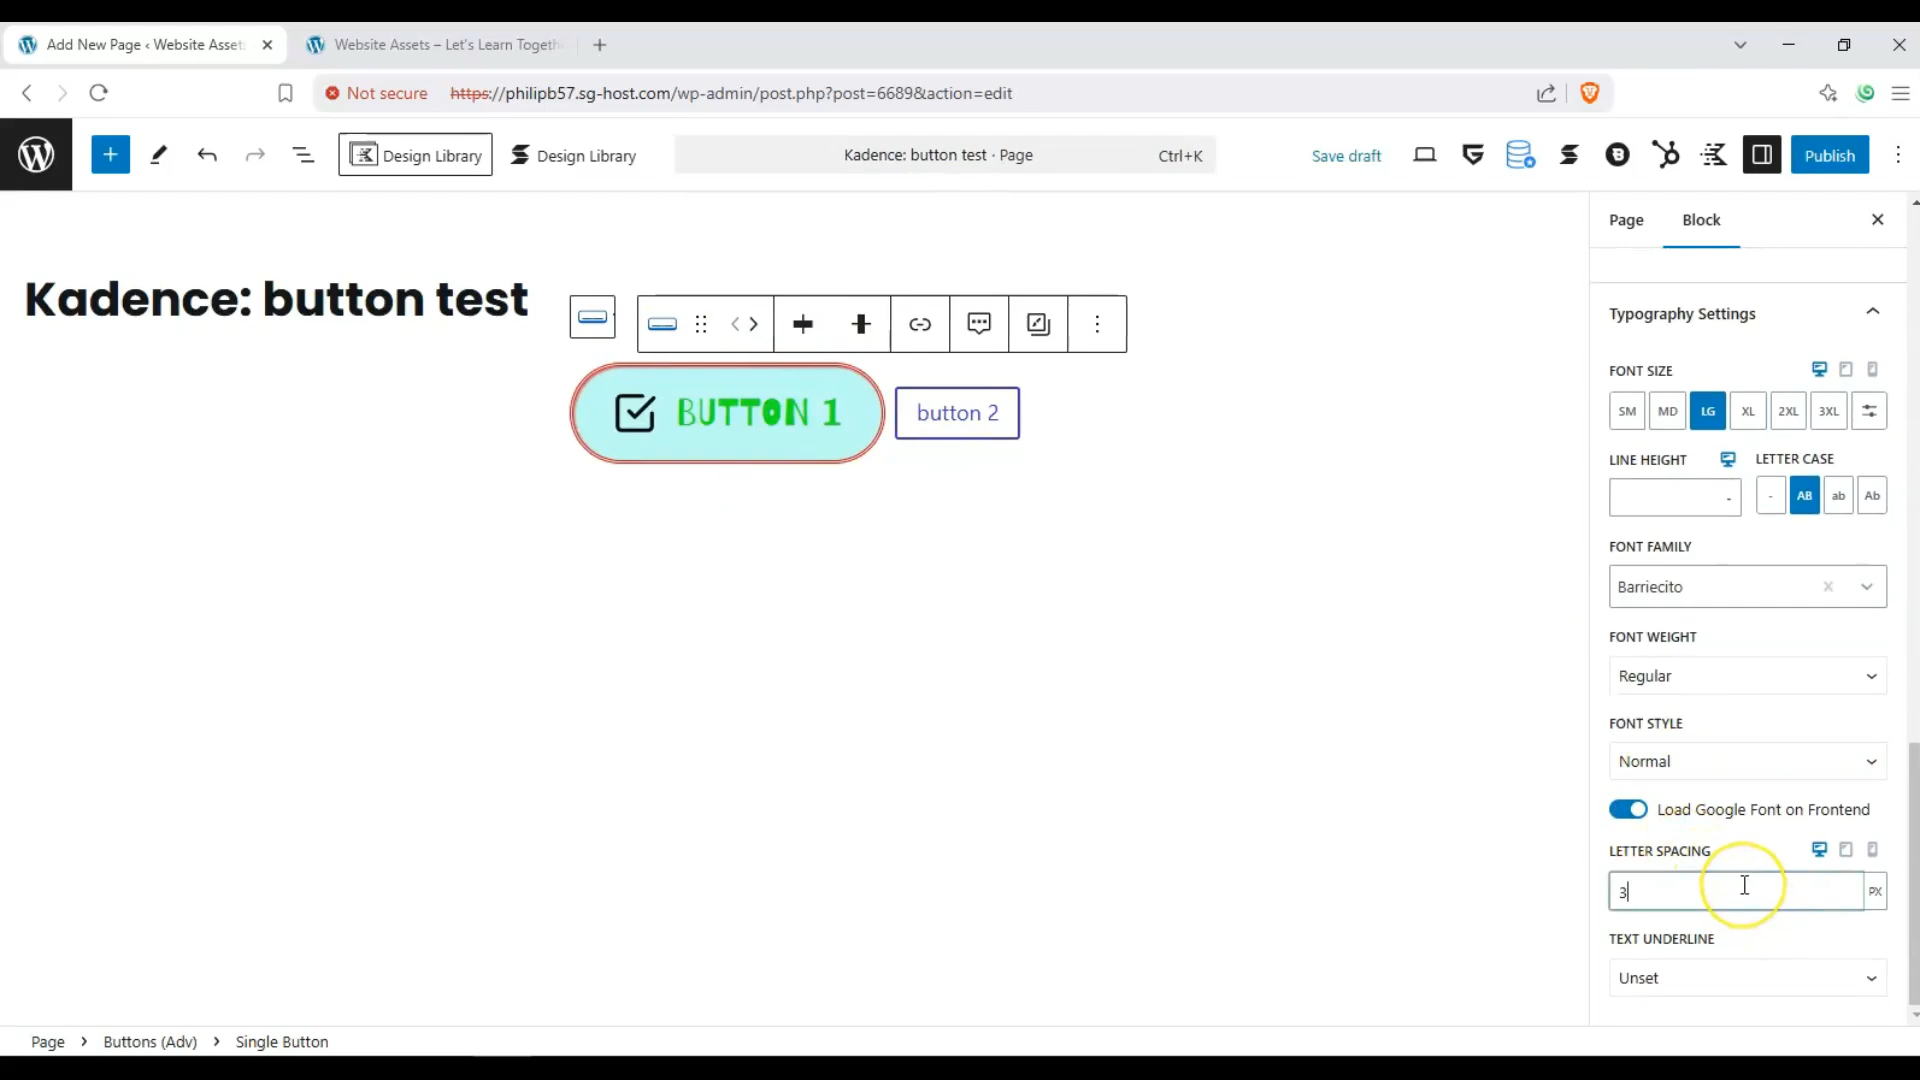 Add New Page ‹ Website Asset
Website Assets – Let's Learn Togeth
Not secure https://philipb57.sg-host.com/wp-admin/post.php?post=6689&action=edit
Design Library
Design Library
Kadence: button test · Page Ctrl+K
Save draft
Publish
Page Block
Kadence: button test
BUTTON 1
button 2
Typography Settings
FONT SIZE
SM MD LG XL 2XL 3XL
LINE HEIGHT LETTER CASE
- - AB ab Ab
FONT FAMILY
Barriecito
FONT WEIGHT
Regular
FONT STYLE
Normal
Load Google Font on Frontend
LETTER SPACING
3 PX
TEXT UNDERLINE
Unset
Page Buttons (Adv) Single Button